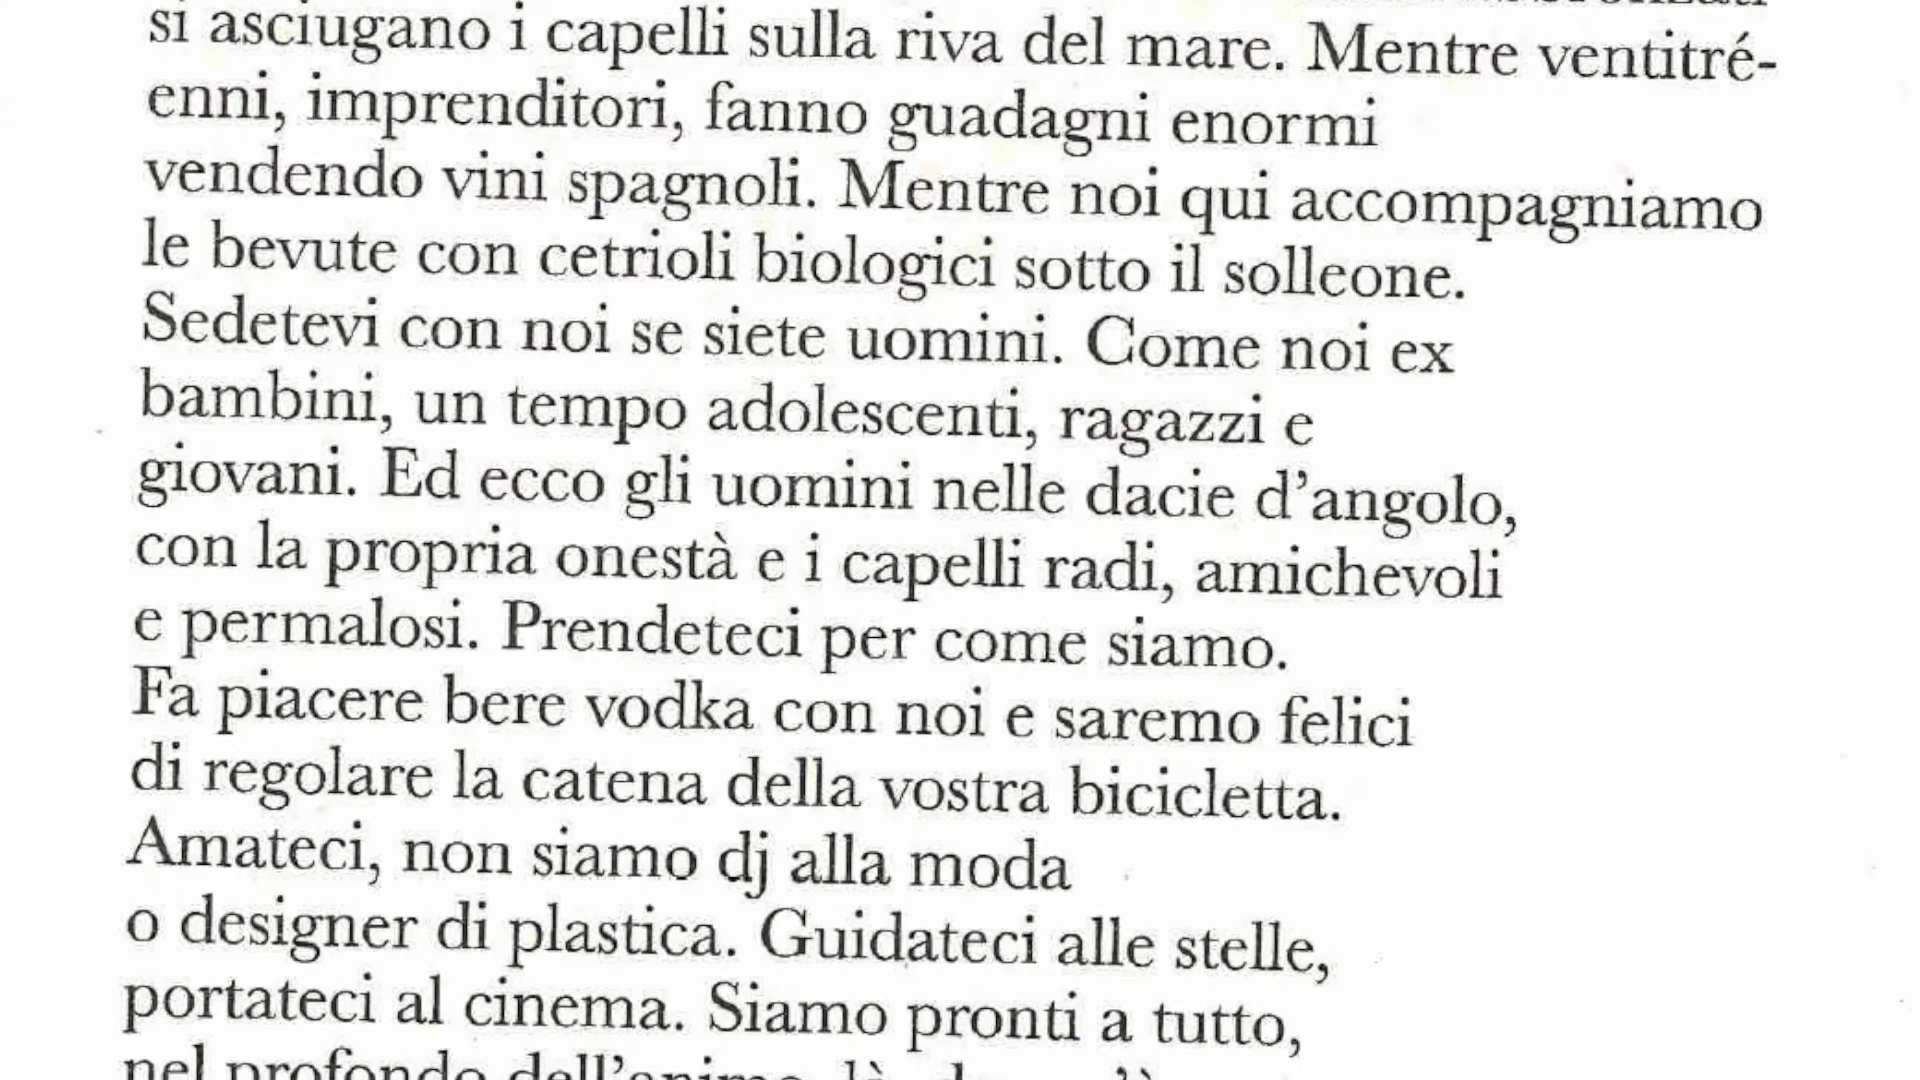 si asciugano i capelli sulla riva del mare. Mentre ventitré-
enni, imprenditori, fanno guadagni enormi
vendendo vini spagnoli. Mentre noi qui accompagniamo
le bevute con cetrioli biologici sotto il solleone.
Sedetevi con noi se siete uomini. Come noi ex
bambini, un tempo adolescenti, ragazzi e
giovani. Ed ecco gli uomini nelle dacie d’angolo,
con la propria onestà e i capelli radi, amichevoli
e permalosi. Prendeteci per come siamo.
Fa piacere bere vodka con noi e saremo felici
di regolare la catena della vostra bicicletta.
Amateci, non siamo dj alla moda
o designer di plastica. Guidateci alle stelle,
portateci al cinema. Siamo pronti a tutto,
nel profondo